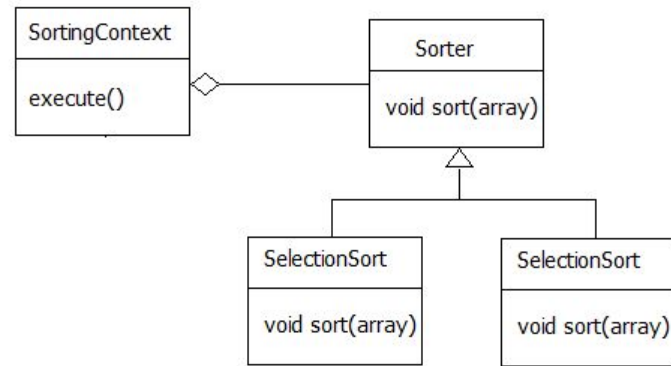 SortingContext
execute()
Sorter
void sort(array)
SelectionSort
void sort(array)
SelectionSort
void sort(array)